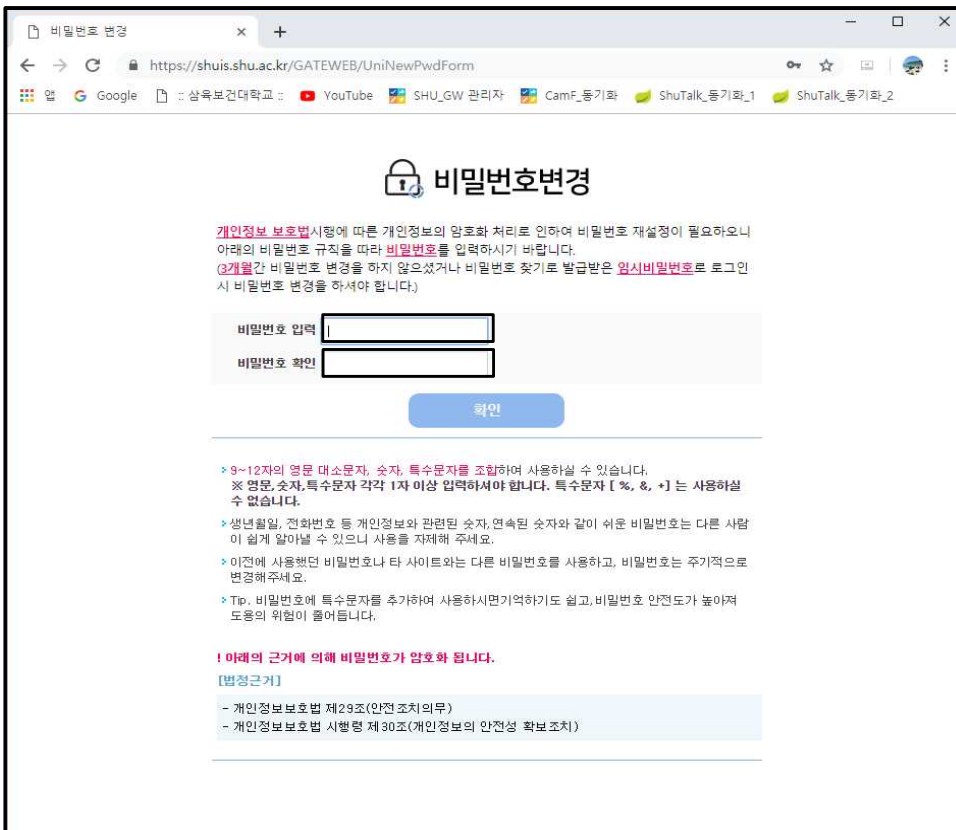 비밀번호 변경
https://shuis.shu.ac.kr/GATEWEB/UniNewPwdForm
앱 Google :: 삼육보건대학교 :: YouTube SHU_GW 관리자 CamF_동기화 ShuTalk_동기화_1 ShuTalk_동기화_2
비밀번호변경
개인정보 보호법시행에 따른 개인정보의 암호화 처리로 인하여 비밀번호 재설정이 필요하오니
아래의 비밀번호 규칙을 따라 비밀번호를 입력하시기 바랍니다.
(3개월간 비밀번호 변경을 하지 않으셨거나 비밀번호 찾기로 발급받은 임시비밀번호로 로그인
시 비밀번호 변경을 하셔야 합니다.)
비밀번호 입력
비밀번호 확인
확인
9~12자의 영문 대소문자, 숫자, 특수문자를 조합하여 사용하실 수 있습니다.
※ 영문,숫자,특수문자 각각 1자 이상 입력하셔야 합니다. 특수문자 [ %, &, +] 는 사용하실
수 없습니다.
생년월일, 전화번호 등 개인정보와 관련된 숫자,연속된 숫자와 같이 쉬운 비밀번호는 다른 사람
이 쉽게 알아낼 수 있으니 사용을 자제해 주세요.
이전에 사용했던 비밀번호나 타 사이트와는 다른 비밀번호를 사용하고, 비밀번호는 주기적으로
변경해주세요.
Tip. 비밀번호에 특수문자를 추가하여 사용하시면기억하기도 쉽고,비밀번호 안전도가 높아져
도용의 위험이 줄어듭니다.
! 아래의 근거에 의해 비밀번호가 암호화 됩니다.
[법정근거]
- 개인정보보호법 제29조(안전조치의무)
- 개인정보보호법 시행령 제30조(개인정보의 안전성 확보조치)